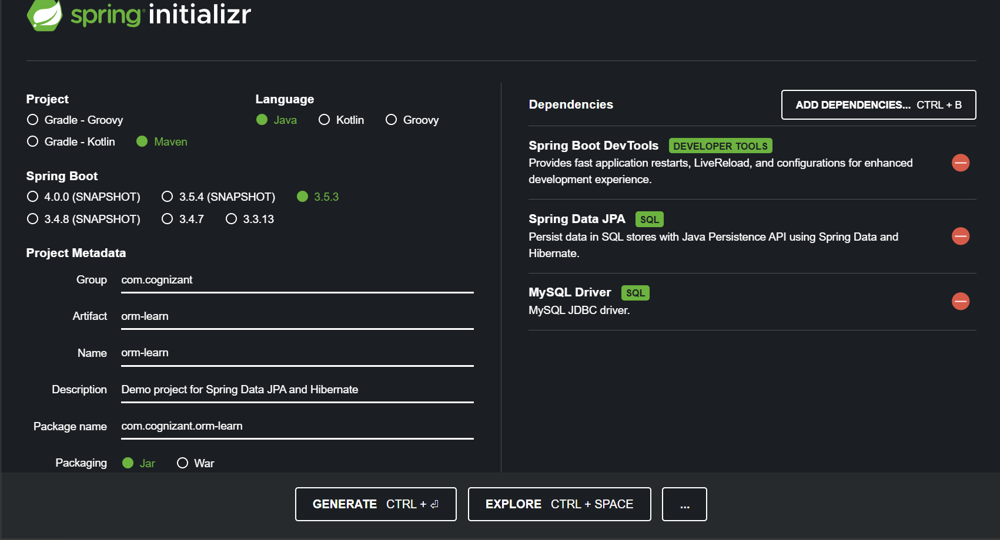 spring initializr
Project
Gradle - Groovy
Gradle - Kotlin Maven
Language
Java Kotlin Groovy
Spring Boot
4.0.0 (SNAPSHOT) 3.5.4 (SNAPSHOT) 3.5.3
3.4.8 (SNAPSHOT) 3.4.7 3.3.13
Project Metadata
Group com.cognizant
Artifact orm-learn
Name orm-learn
Description Demo project for Spring Data JPA and Hibernate
Package name com.cognizant.orm-learn
Packaging Jar War
Dependencies
ADD DEPENDENCIES... CTRL + B
Spring Boot DevTools DEVELOPER TOOLS
Provides fast application restarts, LiveReload, and configurations for enhanced
development experience.
Spring Data JPA SQL
Persist data in SQL stores with Java Persistence API using Spring Data and
Hibernate.
MySQL Driver SQL
MySQL JDBC driver.
GENERATE CTRL + ⏎
EXPLORE CTRL + SPACE
...